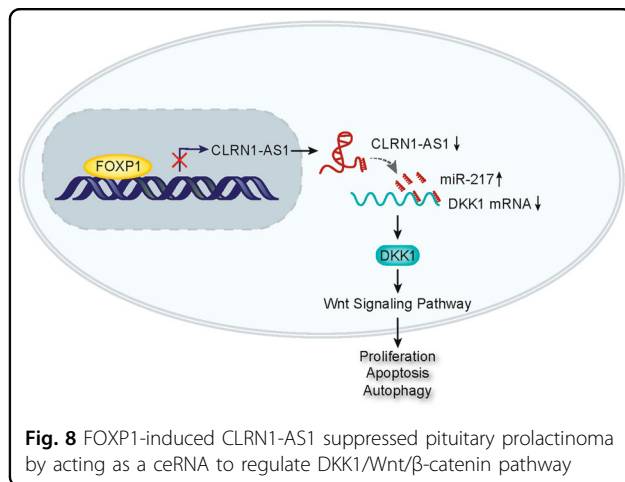 CLRN1-AS1
FOXP1
CLRN1-AS1↓
miR-217↑
DKK1 mRNA↓
DKK1
Wnt Signaling Pathway
Proliferation
Apoptosis
Autophagy
Fig. 8 FOXP1-induced CLRN1-AS1 suppressed pituitary prolactinoma
by acting as a ceRNA to regulate DKK1/Wnt/β-catenin pathway